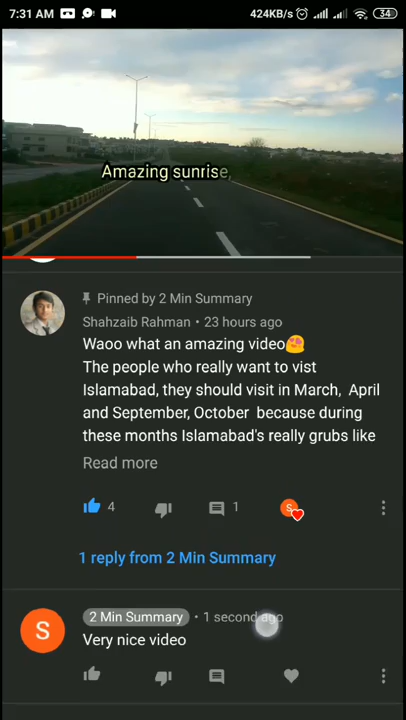 7:31 AM
424KB/s
34
Amazing sunrise,
Pinned by 2 Min Summary
Shahzaib Rahman • 23 hours ago
Waoo what an amazing video😍
The people who really want to vist
Islamabad, they should visit in March, April
and September, October because during
these months Islamabad's really grubs like
Read more
4
1
S
1 reply from 2 Min Summary
S
2 Min Summary • 1 second ago
Very nice video